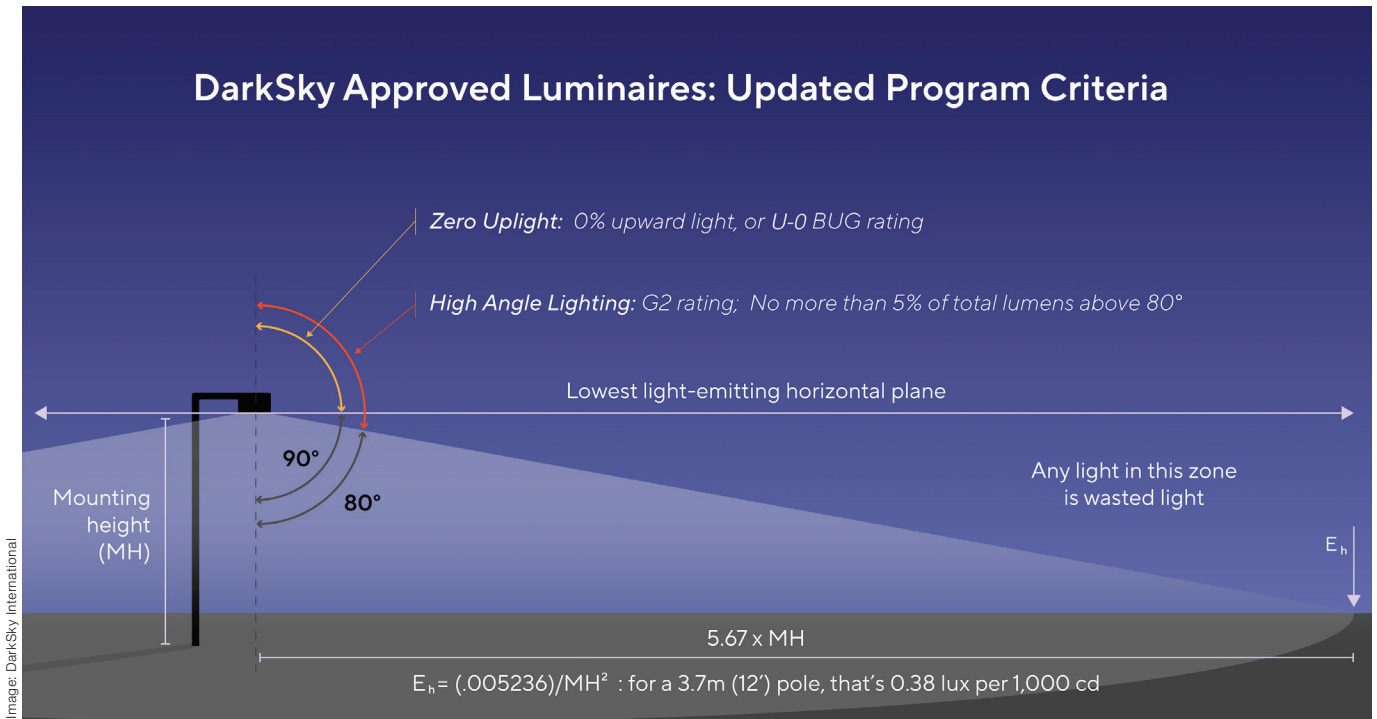 DarkSky Approved Luminaires: Updated Program Criteria
Zero Uplight: 0% upward light, or U-0 BUG rating
High Angle Lighting: G2 rating; No more than 5% of total lumens above 80°
Lowest light-emitting horizontal plane
90°
80°
Any light in this zone
is wasted light
Mounting
height
(MH)
Eₕ
5.67 x MH
Eₕ= (.005236)/MH² : for a 3.7m (12’) pole, that’s 0.38 lux per 1,000 cd
Image: DarkSky International